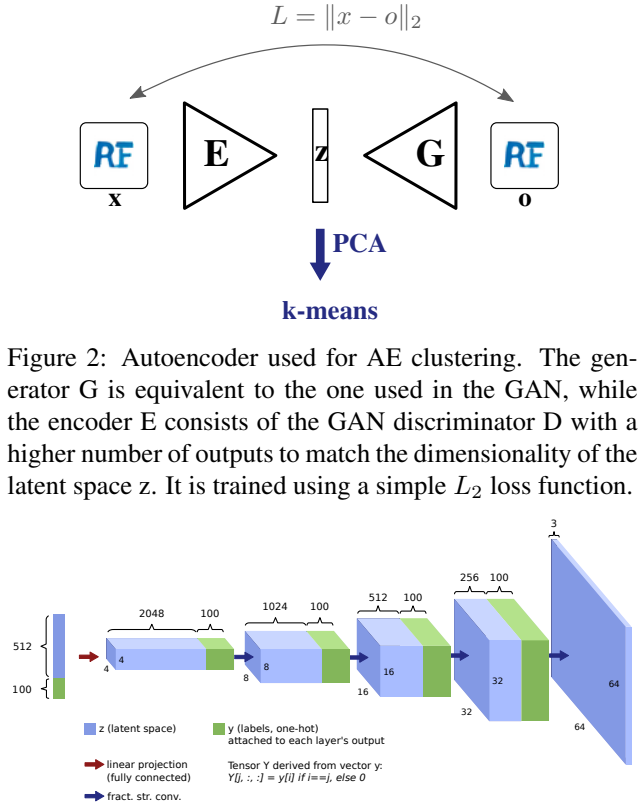 L = ∥x − o∥₂
RF
E
z
G
RF
x
o
PCA
k-means
Figure 2: Autoencoder used for AE clustering. The gen-
erator G is equivalent to the one used in the GAN, while
the encoder E consists of the GAN discriminator D with a
higher number of outputs to match the dimensionality of the
latent space z. It is trained using a simple L₂ loss function.
3
256 100
512 100
1024 100
2048 100
512
100
4
4
8
8
16
16
32
32
64
64
z (latent space)
y (labels, one-hot)
attached to each layer's output
linear projection
(fully connected)
Tensor Y derived from vector y:
Y[j, :, :] = y[i] if i==j, else 0
fract. str. conv.